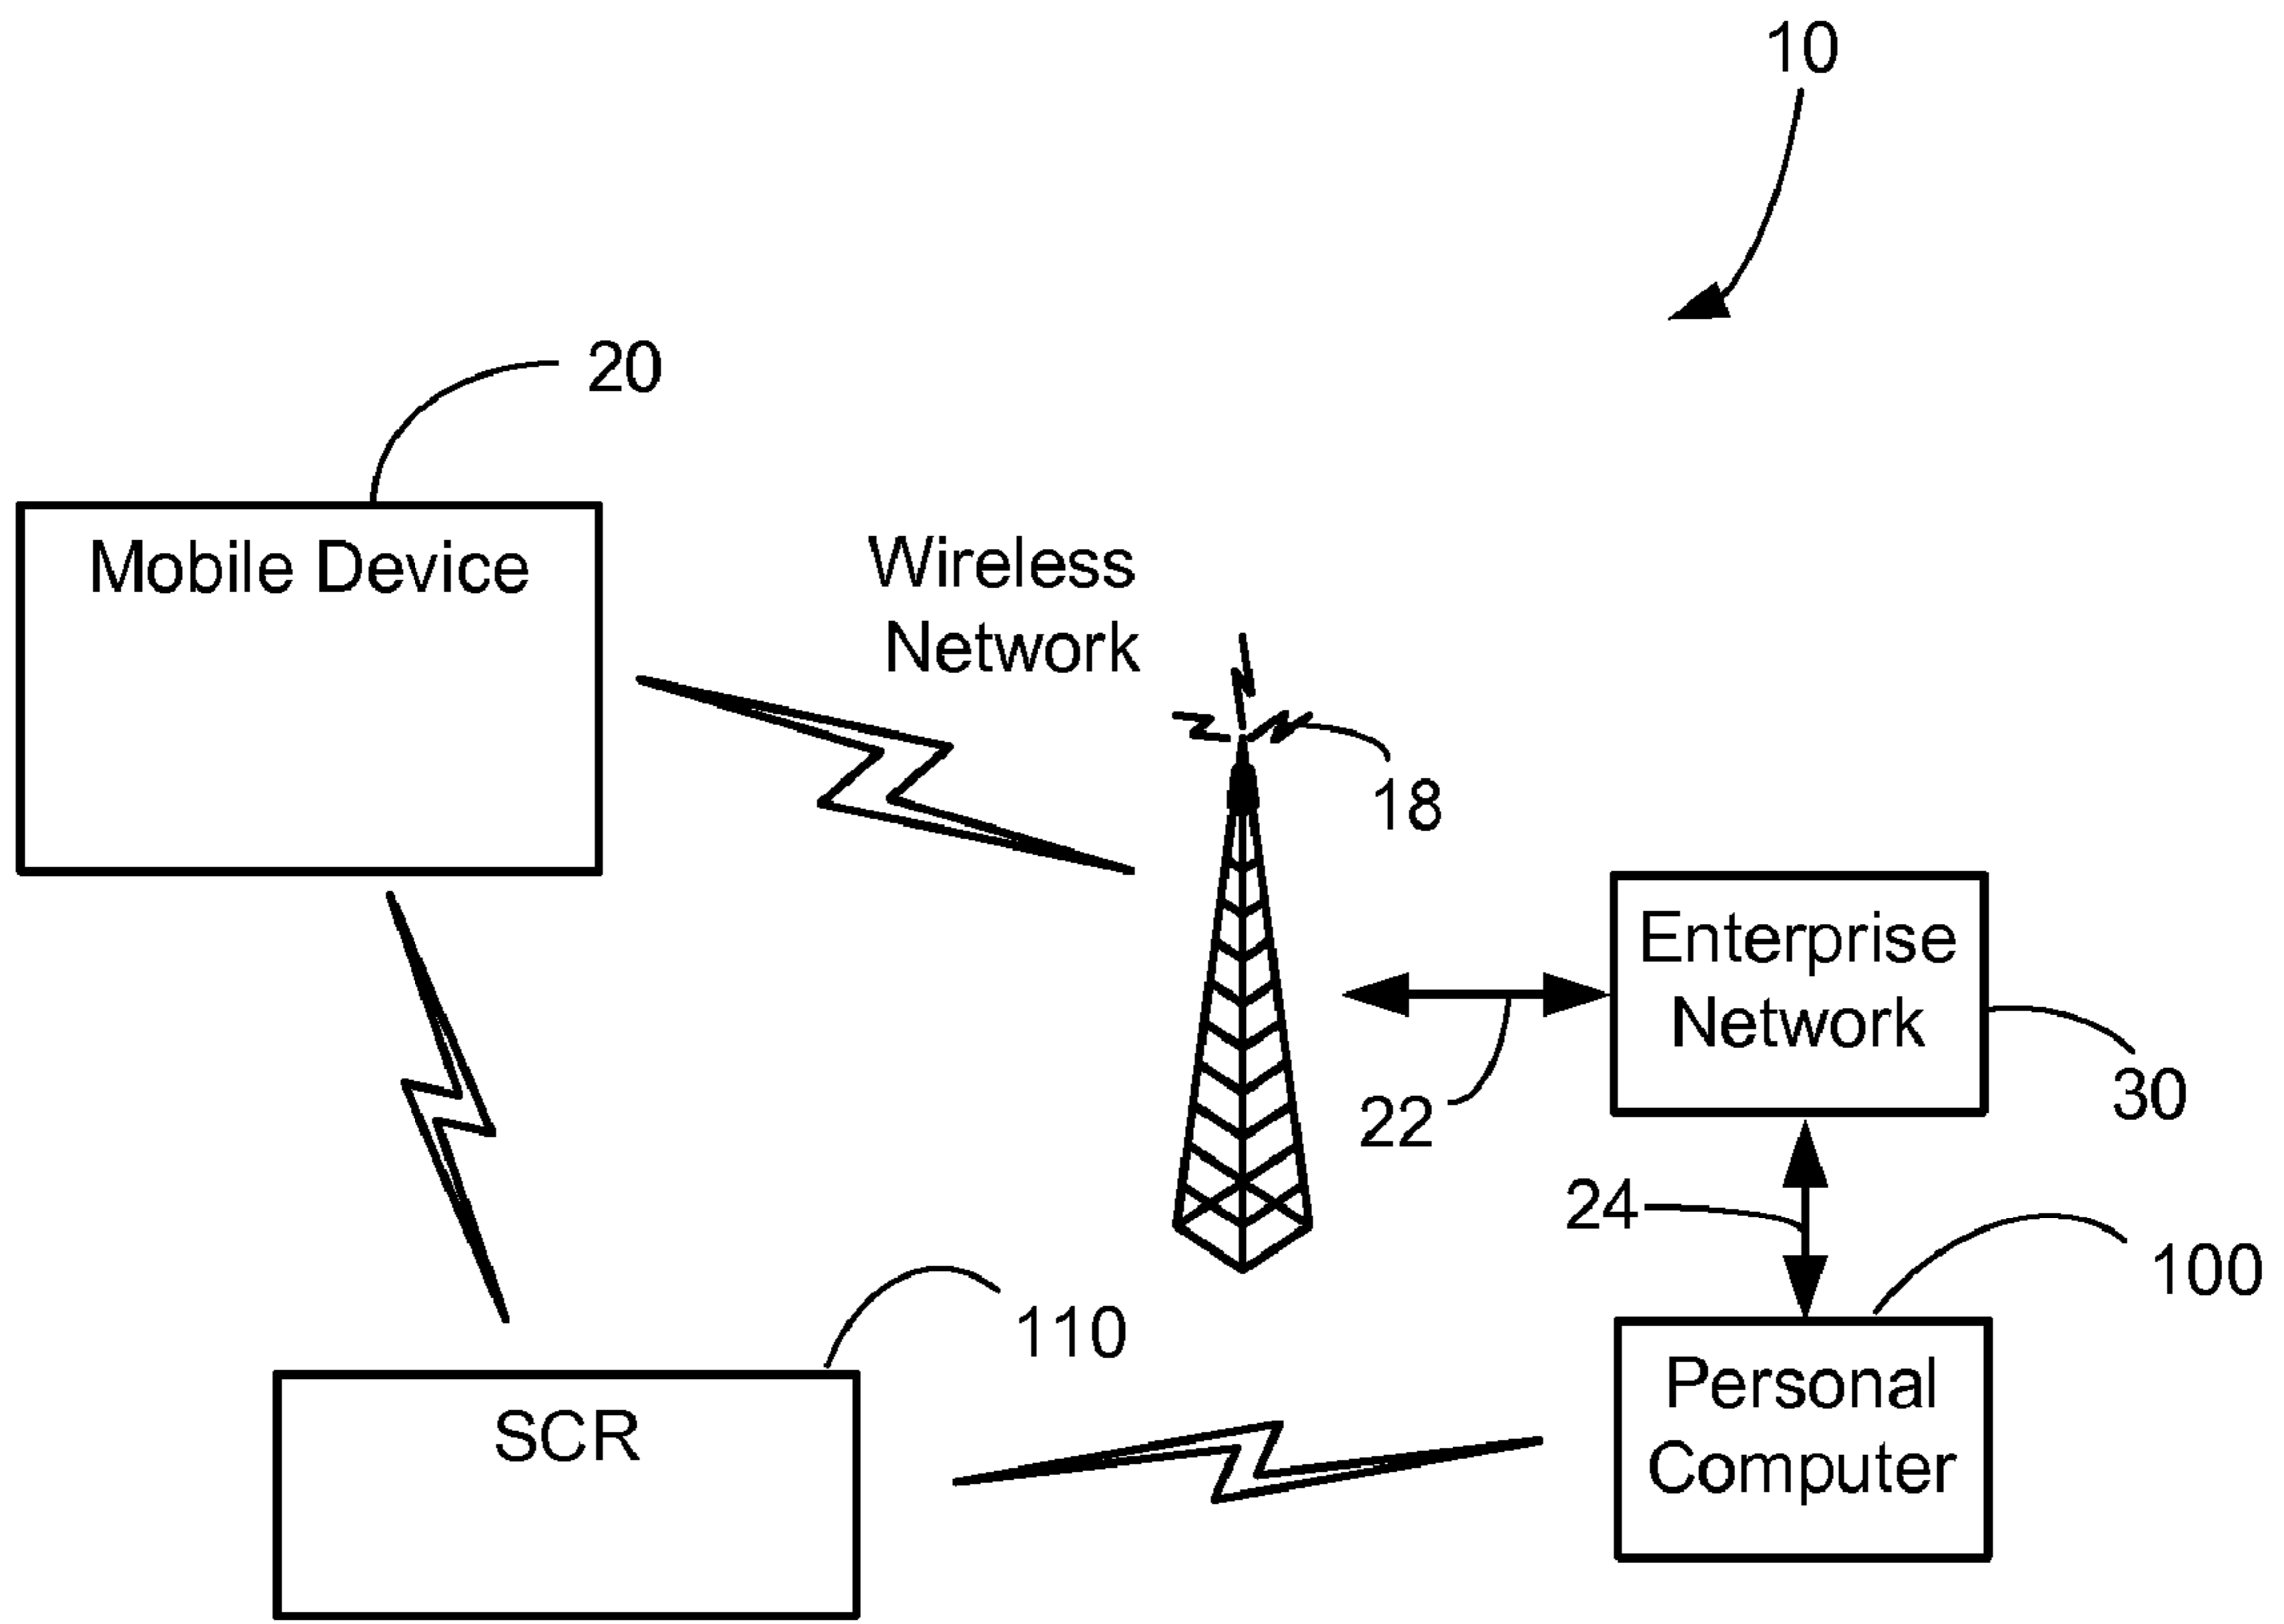 10
20
Mobile Device
Wireless
Network
18
Enterprise
Network
30
22
24
100
110
Personal
Computer
SCR